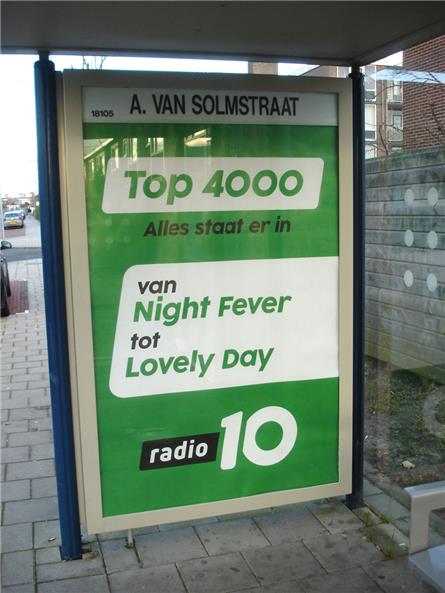 18105 A. VAN SOLMSTRAAT
Top 4000
Alles staat er in
van
Night Fever
tot
Lovely Day
radio 10